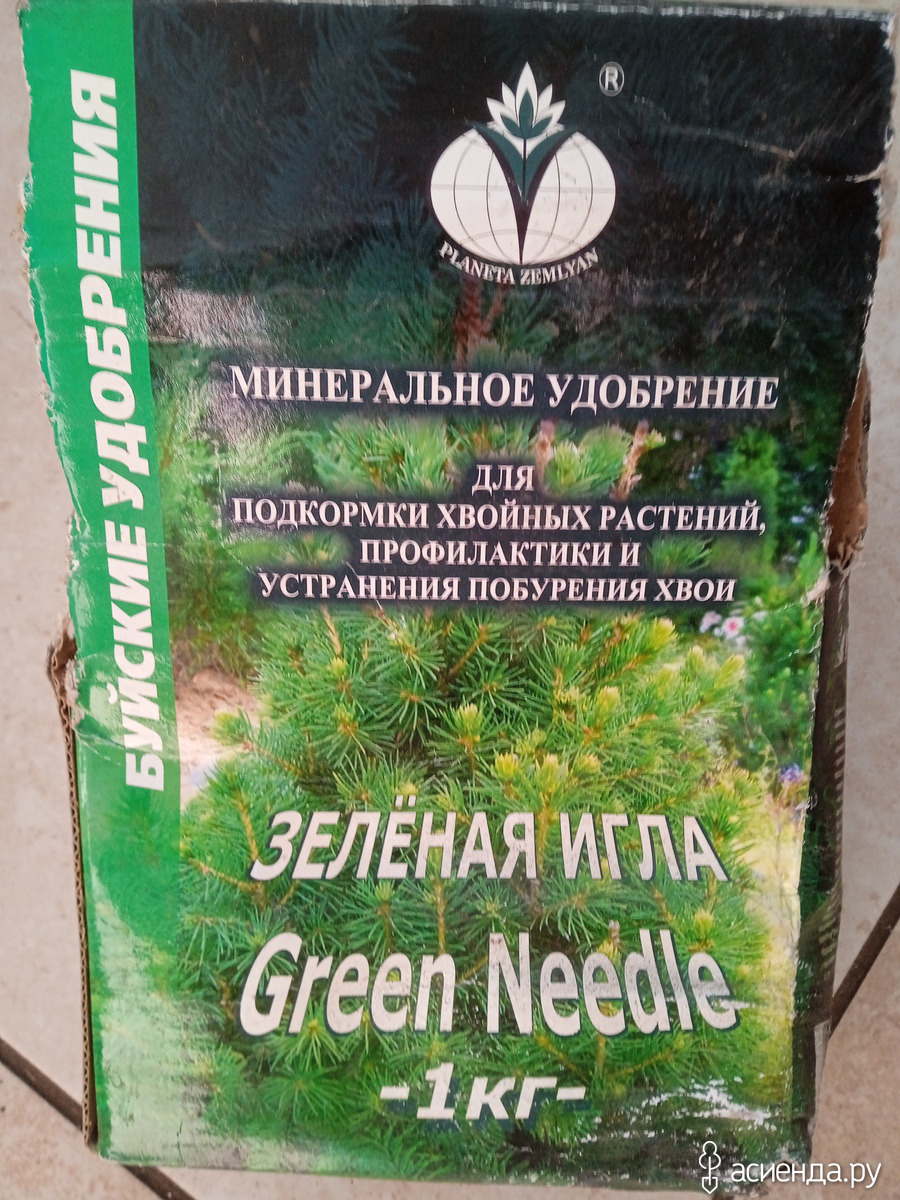 БУЙСКИЕ УДОБРЕНИЯ
®
PLANETA ZEMLYAN
МИНЕРАЛЬНОЕ УДОБРЕНИЕ
ДЛЯ
ПОДКОРМКИ ХВОЙНЫХ РАСТЕНИЙ,
ПРОФИЛАКТИКИ И
УСТРАНЕНИЯ ПОБУРЕНИЯ ХВОИ
ЗЕЛЁНАЯ ИГЛА
Green Needle
-1кг-
асиенда.ру